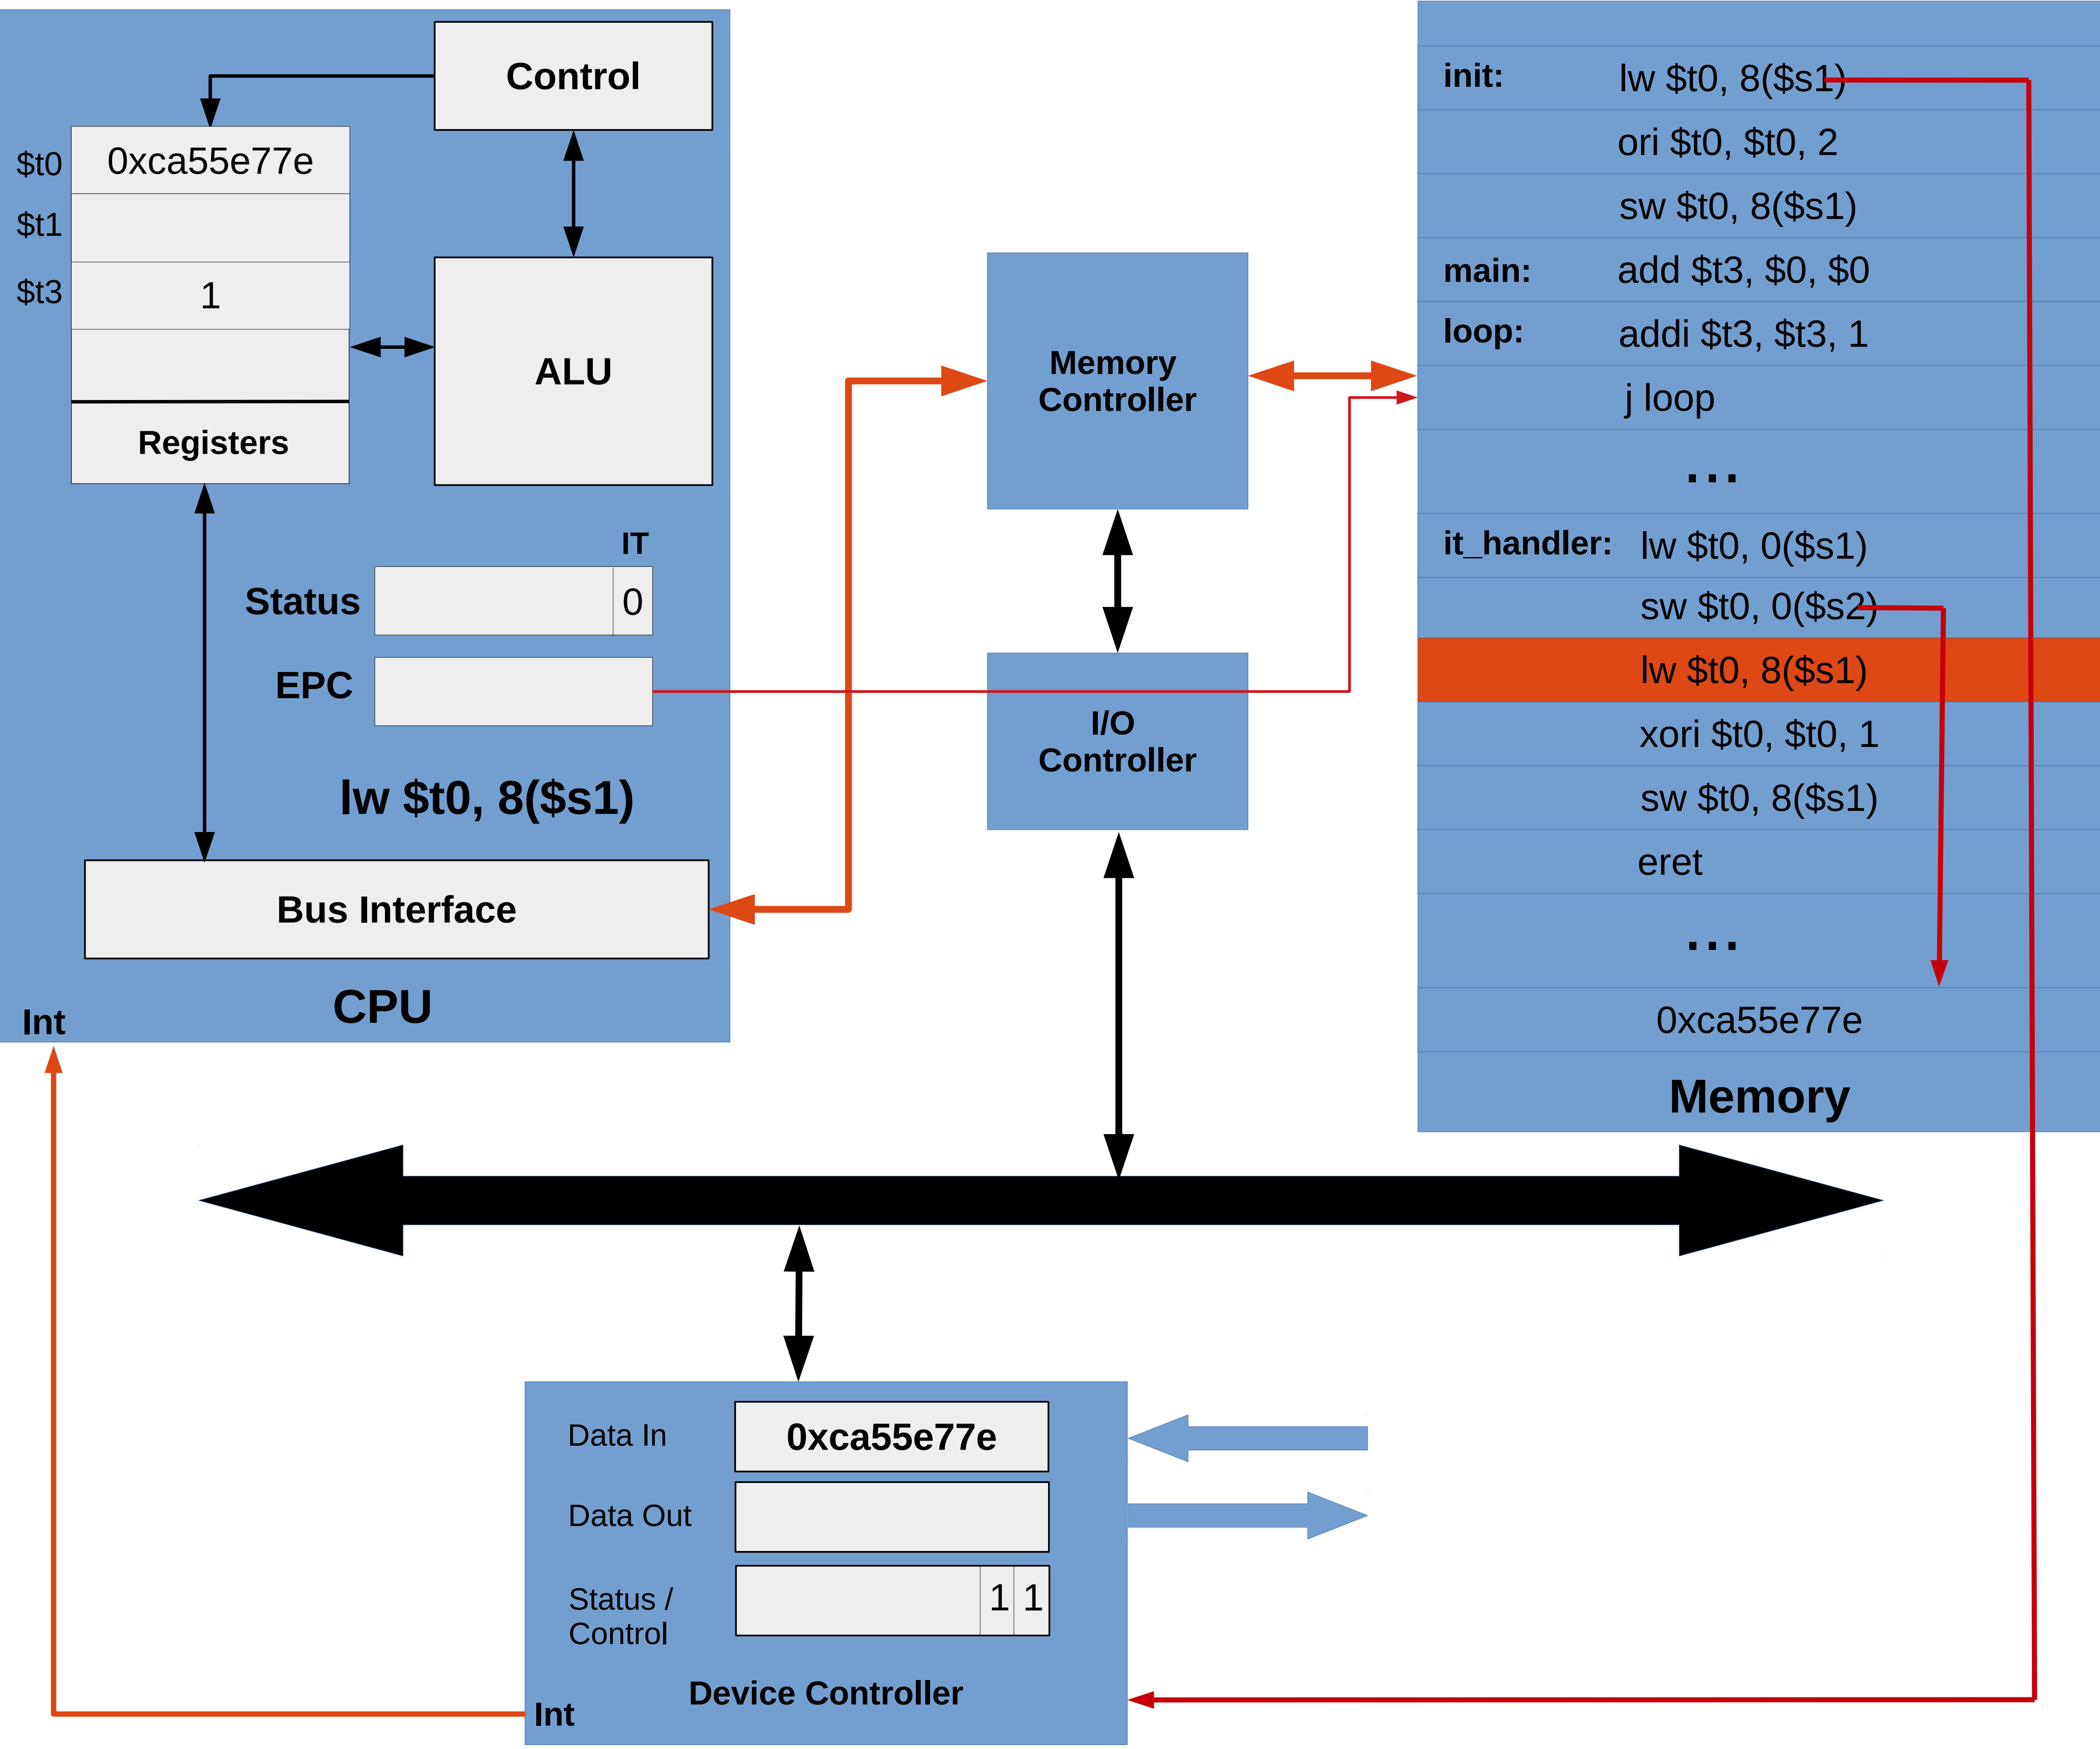 Control
$t0 0xca55e77e
$t1
$t3 1
ALU
Registers
IT
Status 0
EPC
lw $t0, 8($s1)
Bus Interface
CPU
Int
Memory
Controller
I/O
Controller
init: lw $t0, 8($s1)
ori $t0, $t0, 2
sw $t0, 8($s1)
main: add $t3, $0, $0
loop: addi $t3, $t3, 1
j loop
...
it_handler: lw $t0, 0($s1)
sw $t0, 0($s2)
lw $t0, 8($s1)
xori $t0, $t0, 1
sw $t0, 8($s1)
eret
...
0xca55e77e
Memory
Data In 0xca55e77e
Data Out
Status / 1 1
Control
Device Controller
Int